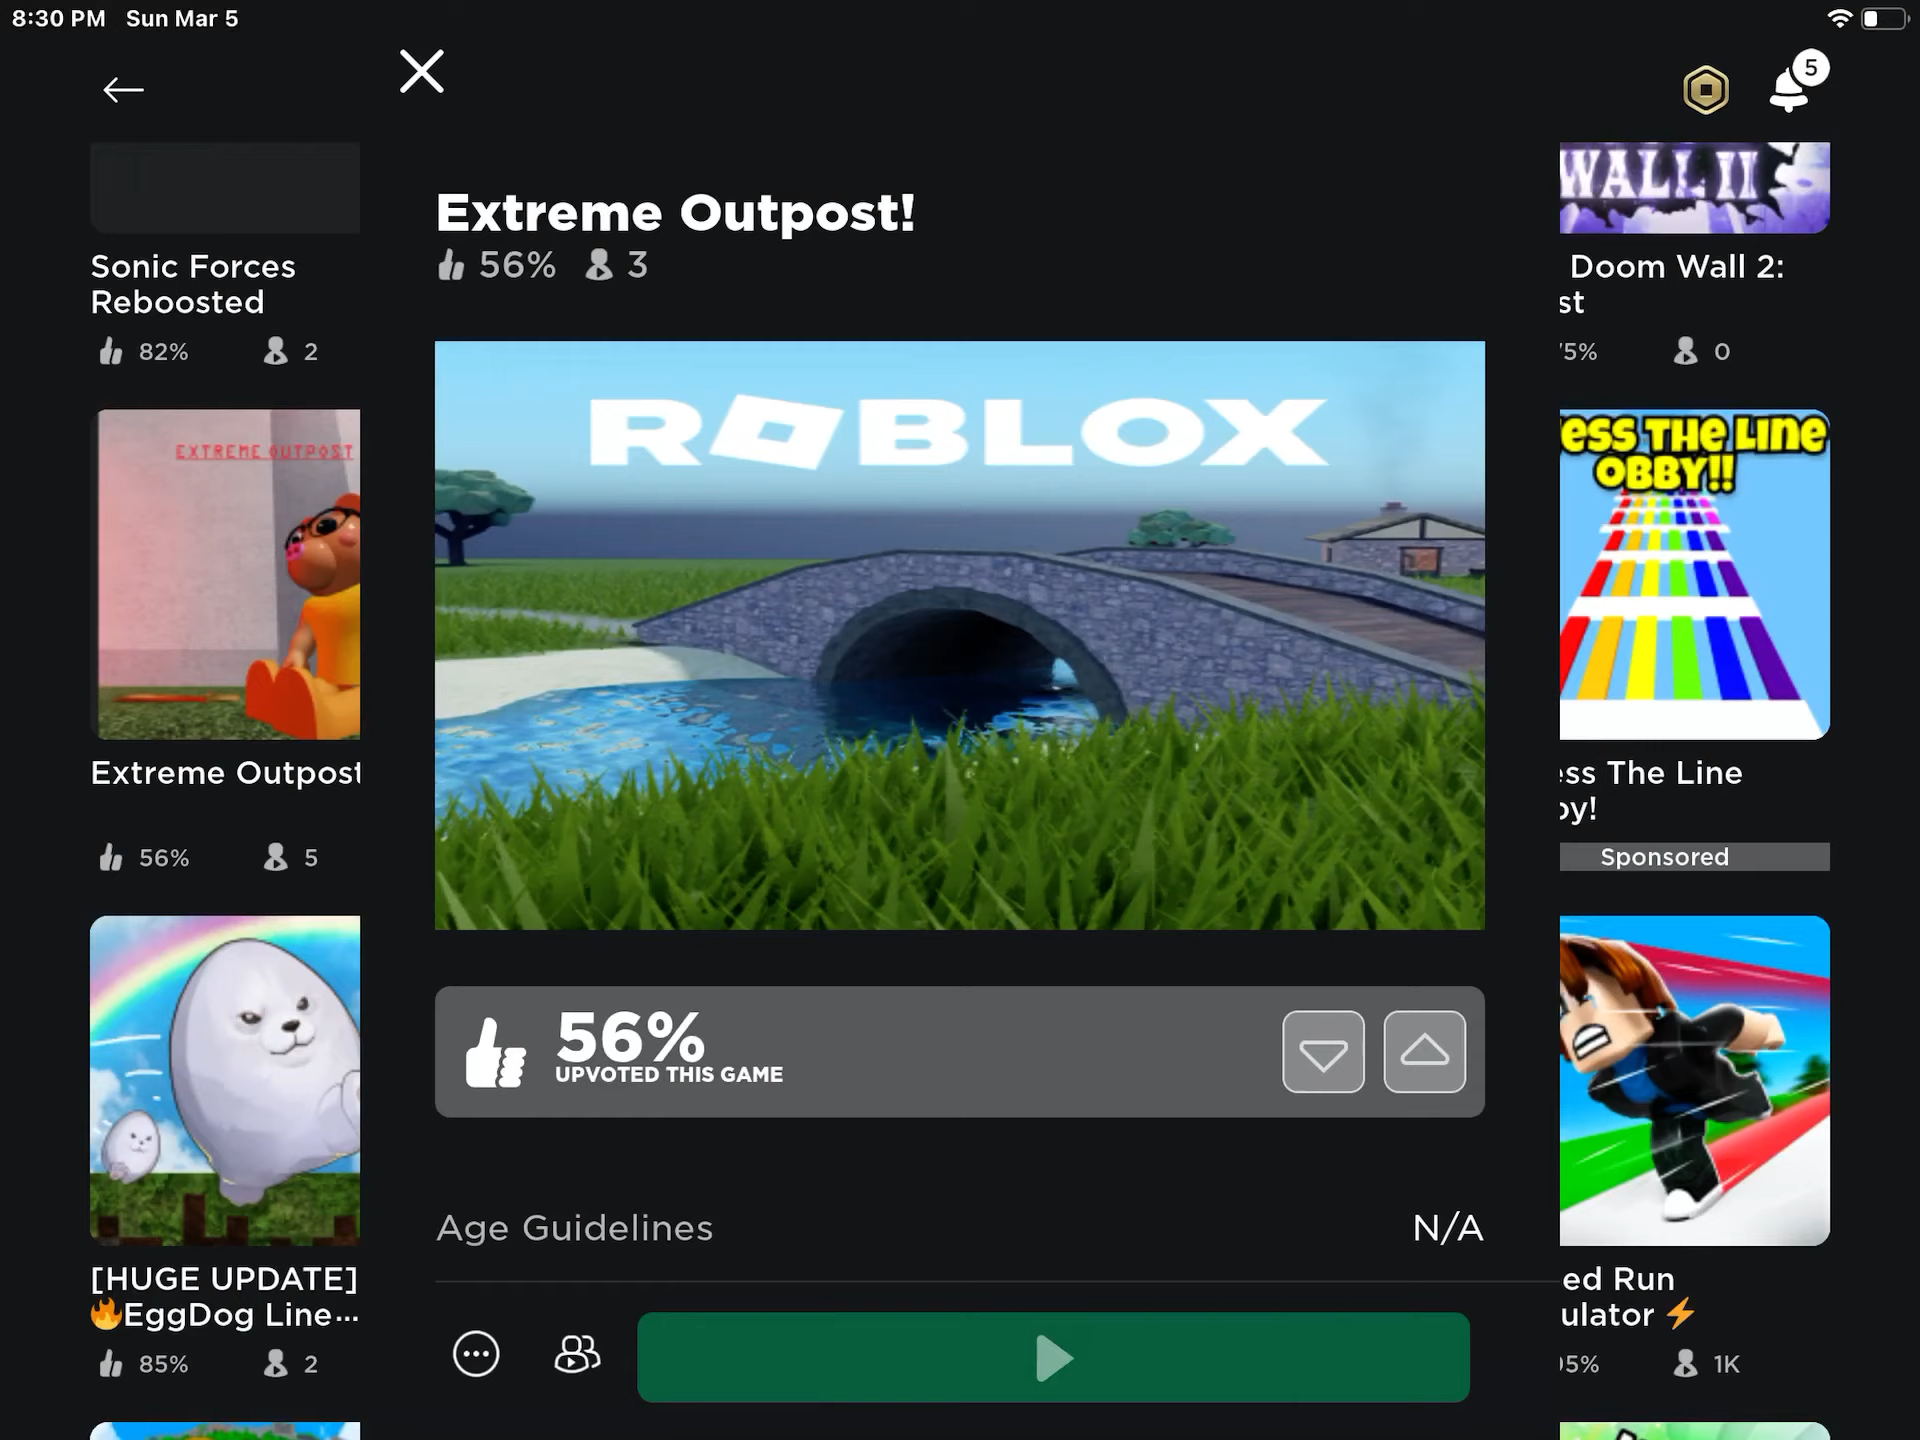 8:30 PM Sun Mar 5
5
Extreme Outpost!
56% 3
ROBLOX
56%
UPVOTED THIS GAME
Age Guidelines N/A
Sonic Forces
Reboosted
82% 2
EXTREME OUTPOST
Extreme Outpost
56% 5
[HUGE UPDATE]
🔥EggDog Line...
85% 2
WALL II
Doom Wall 2:
st
75% 0
ess THE LINE
OBBY!!
ess The Line
by!
Sponsored
ed Run
ulator ⚡
95% 1K